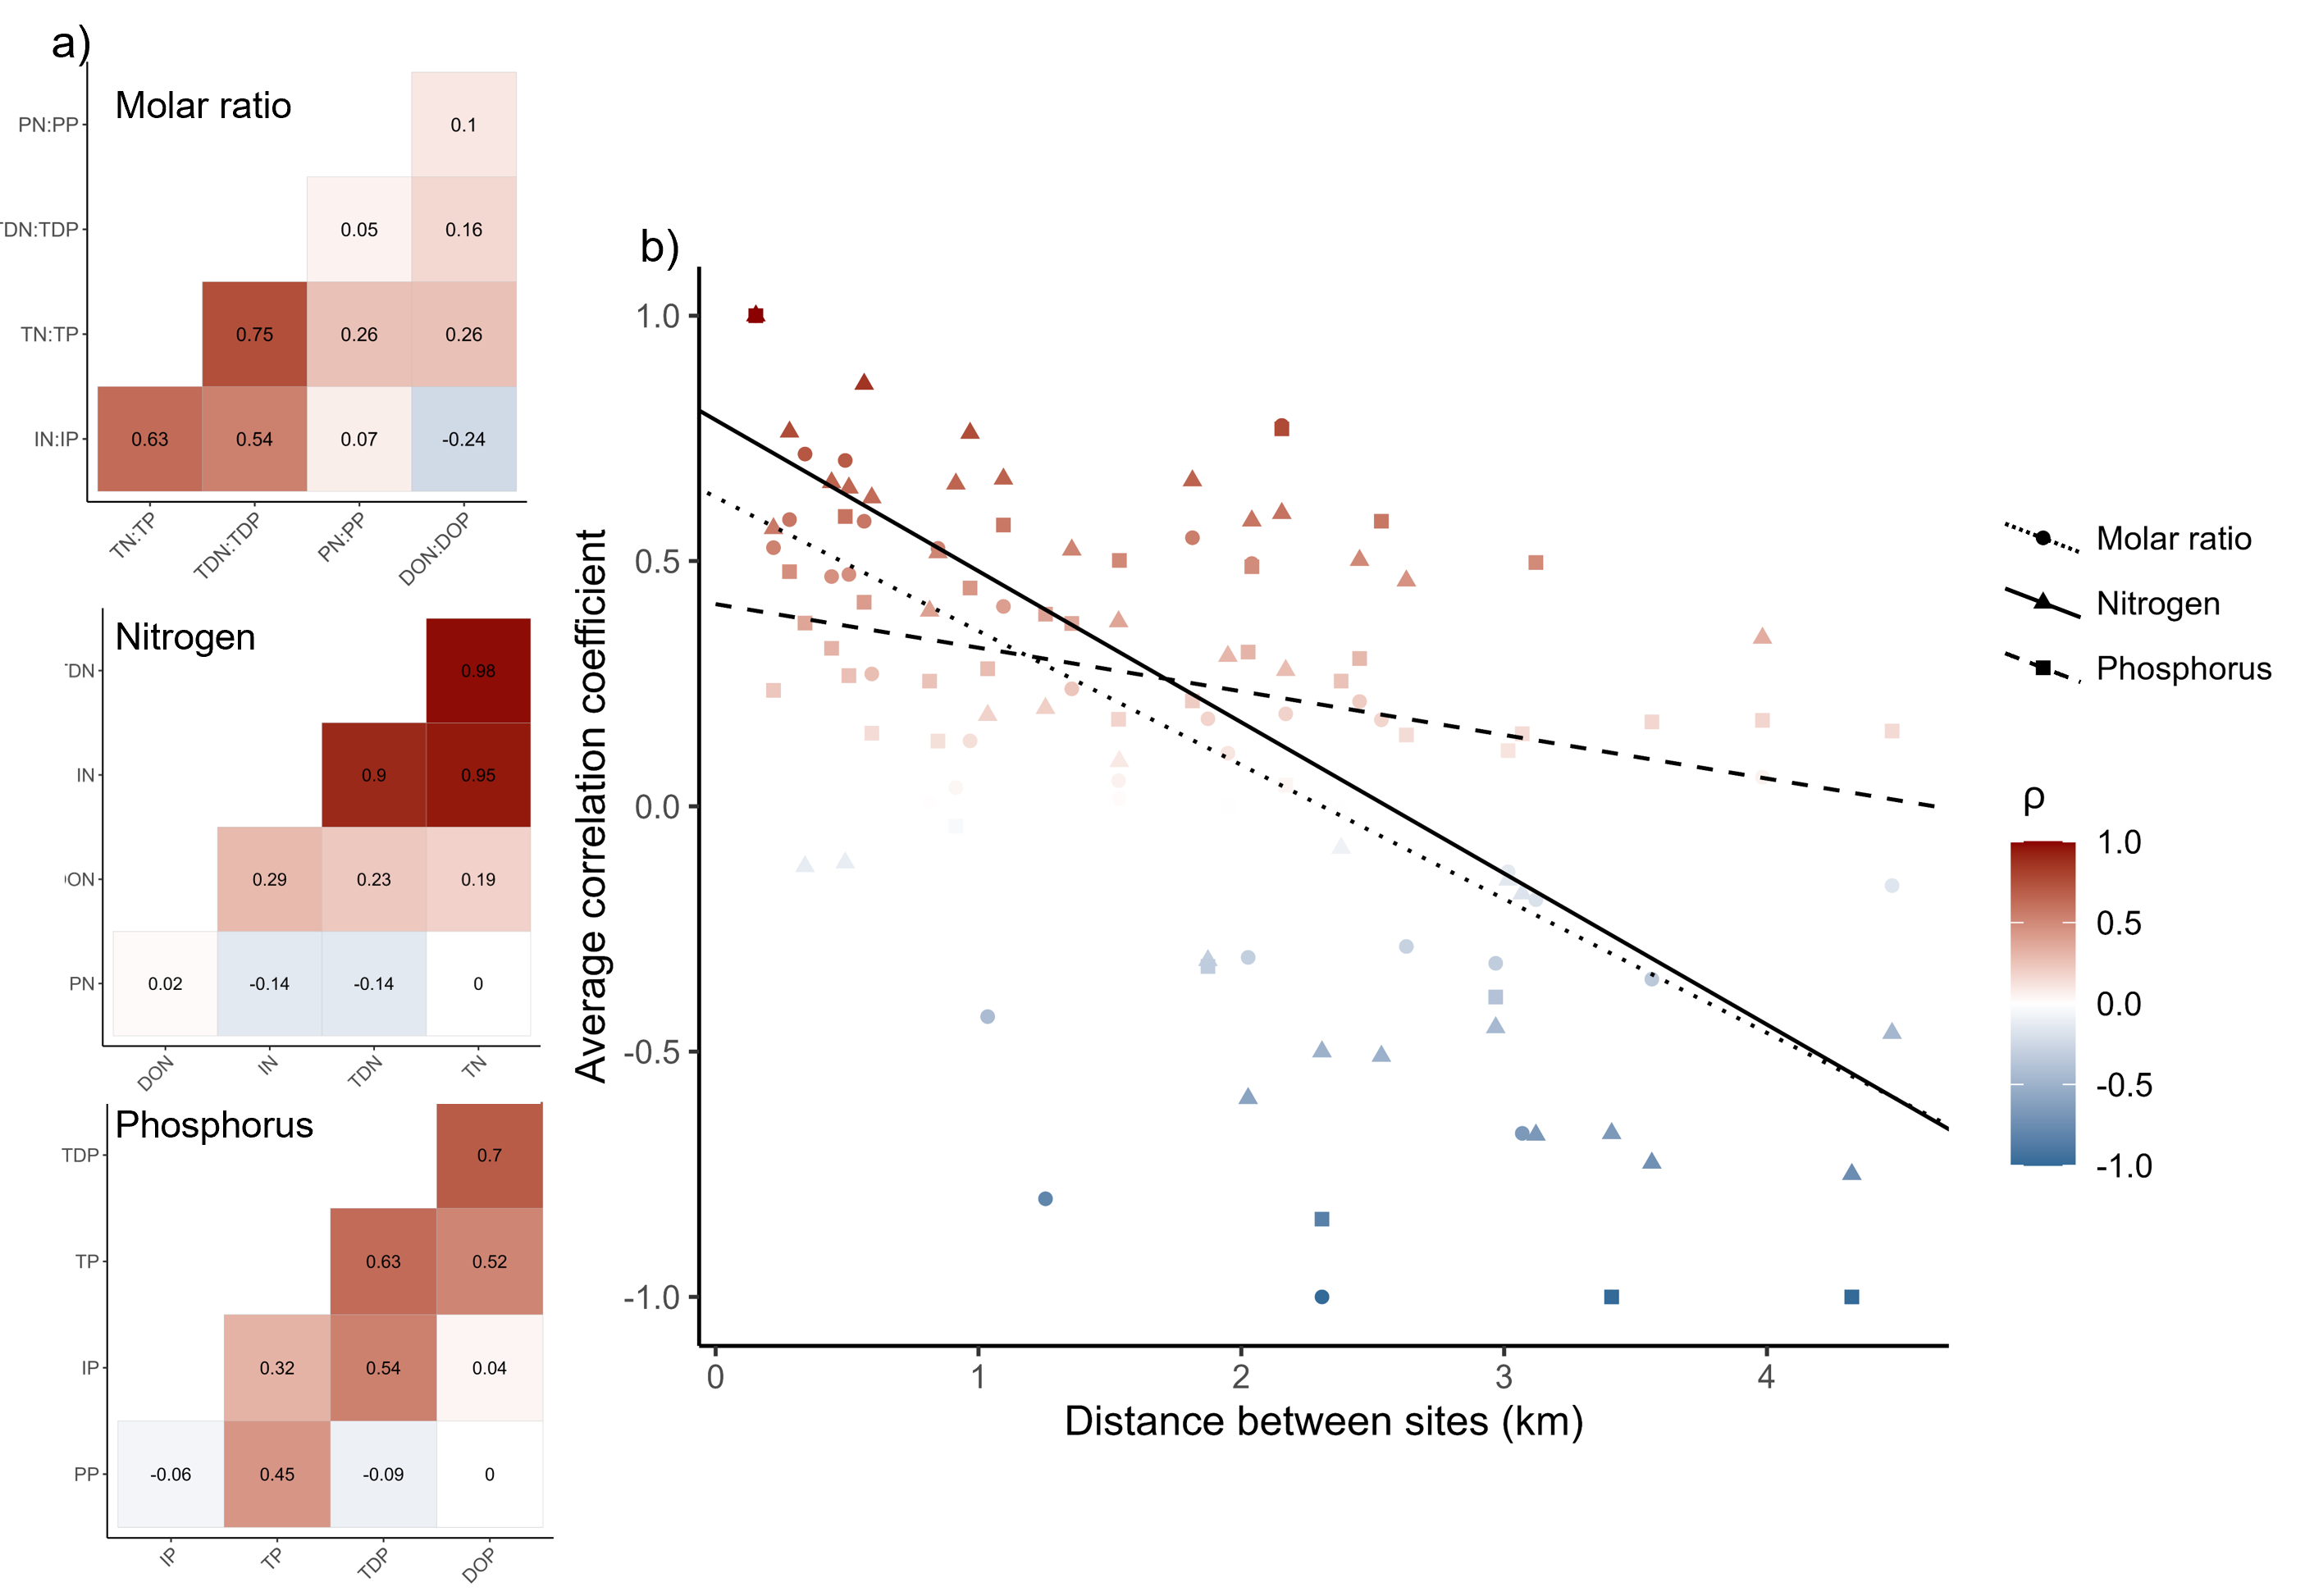 a)
Molar ratio
PN:PP
0.1
TDN:TDP
0.05 0.16
TN:TP
0.75 0.26 0.26
IN:IP
0.63 0.54 0.07 -0.24
TN:TP TDN:TDP PN:PP DON:DOP
Nitrogen
TDN
0.98
IN
0.9 0.95
ON
0.29 0.23 0.19
PN
0.02 -0.14 -0.14 0
DON IN TDN TN
Phosphorus
TDP
0.7
TP
0.63 0.52
IP
0.32 0.54 0.04
PP
-0.06 0.45 -0.09 0
IP TP TDP DOP
b)
Average correlation coefficient
1.0
0.5
0.0
-0.5
-1.0
0 1 2 3 4
Distance between sites (km)
Molar ratio
Nitrogen
Phosphorus
ρ
1.0
0.5
0.0
-0.5
-1.0